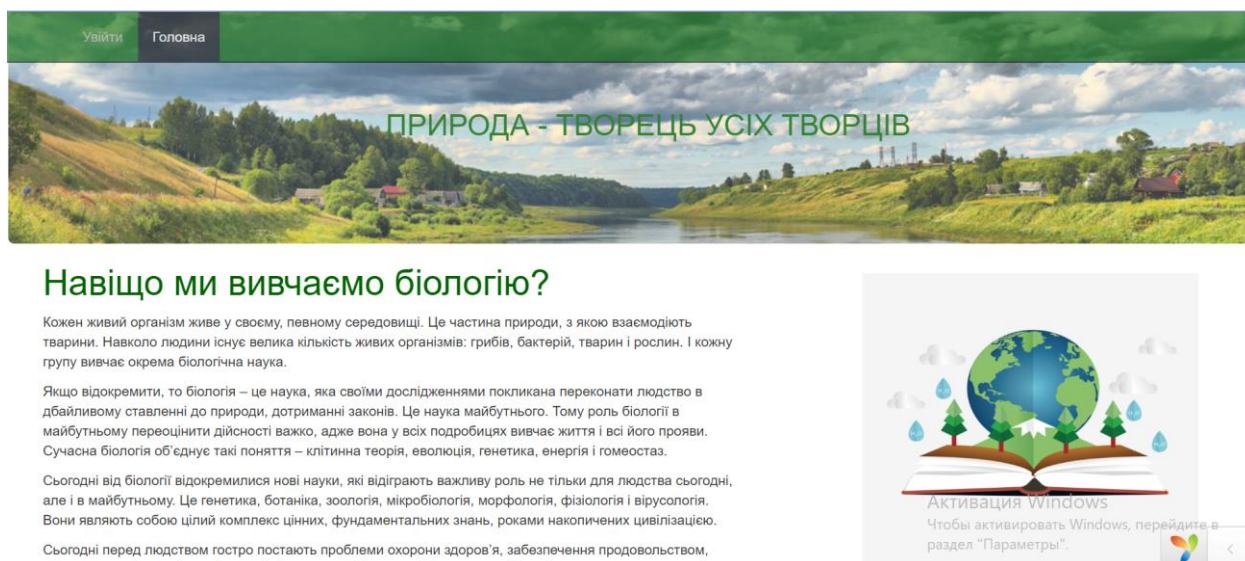 Увійти Головна
ПРИРОДА - ТВОРЕЦЬ УСІХ ТВОРЦІВ
Навіщо ми вивчаємо біологію?
Кожен живий організм живе у своєму, певному середовищі. Це частина природи, з якою взаємодіють
тварини. Навколо людини існує велика кількість живих організмів: грибів, бактерій, тварин і рослин. І кожну
групу вивчає окрема біологічна наука.
Якщо відокремити, то біологія – це наука, яка своїми дослідженнями покликана переконати людство в
дбайливому ставленні до природи, дотриманні законів. Це наука майбутнього. Тому роль біології в
майбутньому переоцінити дійсності важко, адже вона у всіх подробицях вивчає життя і всі його прояви.
Сучасна біологія об'єднує такі поняття – клітинна теорія, еволюція, генетика, енергія і гомеостаз.
Сьогодні від біології відокремилися нові науки, які відіграють важливу роль не тільки для людства сьогодні,
але і в майбутньому. Це генетика, ботаніка, зоологія, мікробіологія, морфологія, фізіологія і вірусологія.
Вони являють собою цілий комплекс цінних, фундаментальних знань, роками накопичених цивілізацією.
Сьогодні перед людством гостро постають проблеми охорони здоров'я, забезпечення продовольством,
Активация Windows
Чтобы активировать Windows, перейдите в
раздел "Параметры".